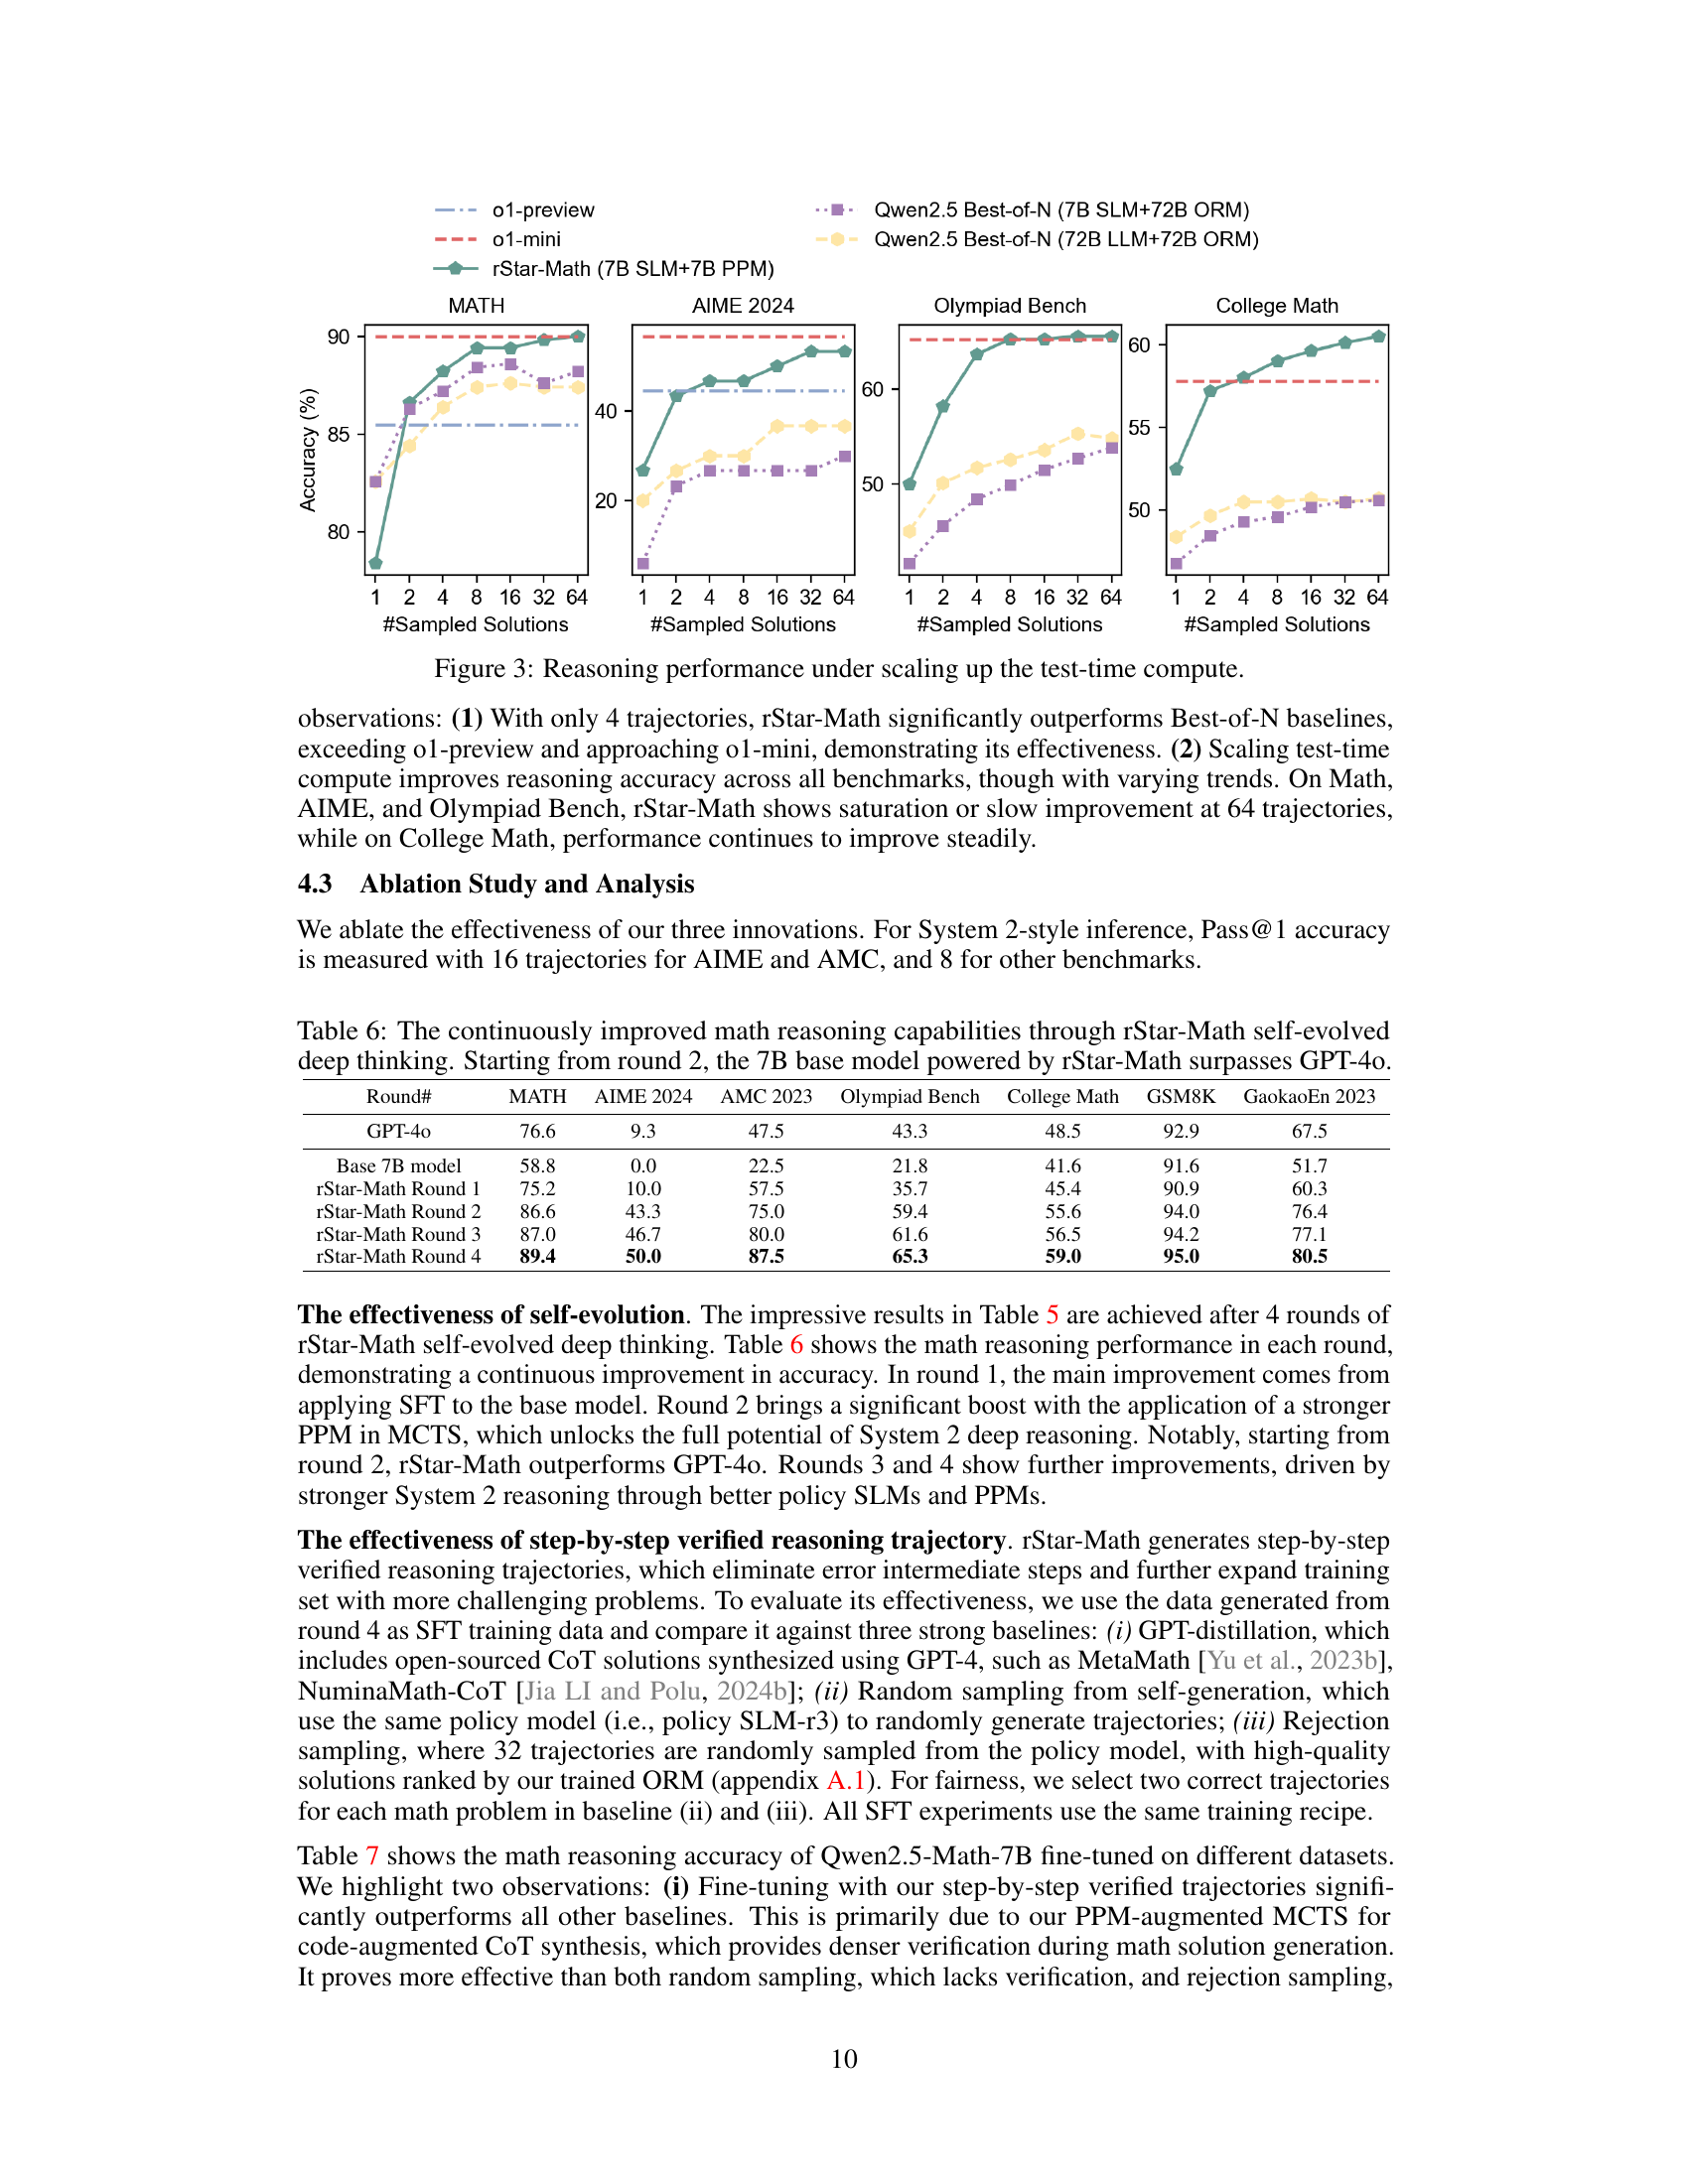 o1-preview
o1-mini
rStar-Math (7B SLM+7B PPM)
Qwen2.5 Best-of-N (7B SLM+72B ORM)
Qwen2.5 Best-of-N (72B LLM+72B ORM)
MATH
AIME 2024
Olympiad Bench
College Math
Accuracy (%)
90
85
80
1 2 4 8 16 32 64
#Sampled Solutions
40
20
1 2 4 8 16 32 64
#Sampled Solutions
60
50
1 2 4 8 16 32 64
#Sampled Solutions
60
55
50
1 2 4 8 16 32 64
#Sampled Solutions
Figure 3: Reasoning performance under scaling up the test-time compute.
observations: (1) With only 4 trajectories, rStar-Math significantly outperforms Best-of-N baselines,
exceeding o1-preview and approaching o1-mini, demonstrating its effectiveness. (2) Scaling test-time
compute improves reasoning accuracy across all benchmarks, though with varying trends. On Math,
AIME, and Olympiad Bench, rStar-Math shows saturation or slow improvement at 64 trajectories,
while on College Math, performance continues to improve steadily.
4.3 Ablation Study and Analysis
We ablate the effectiveness of our three innovations. For System 2-style inference, Pass@1 accuracy
is measured with 16 trajectories for AIME and AMC, and 8 for other benchmarks.
Table 6: The continuously improved math reasoning capabilities through rStar-Math self-evolved
deep thinking. Starting from round 2, the 7B base model powered by rStar-Math surpasses GPT-4o.
Round# MATH AIME 2024 AMC 2023 Olympiad Bench College Math GSM8K GaokaoEn 2023
GPT-4o 76.6 9.3 47.5 43.3 48.5 92.9 67.5
Base 7B model 58.8 0.0 22.5 21.8 41.6 91.6 51.7
rStar-Math Round 1 75.2 10.0 57.5 35.7 45.4 90.9 60.3
rStar-Math Round 2 86.6 43.3 75.0 59.4 55.6 94.0 76.4
rStar-Math Round 3 87.0 46.7 80.0 61.6 56.5 94.2 77.1
rStar-Math Round 4 89.4 50.0 87.5 65.3 59.0 95.0 80.5
The effectiveness of self-evolution. The impressive results in Table 5 are achieved after 4 rounds of
rStar-Math self-evolved deep thinking. Table 6 shows the math reasoning performance in each round,
demonstrating a continuous improvement in accuracy. In round 1, the main improvement comes from
applying SFT to the base model. Round 2 brings a significant boost with the application of a stronger
PPM in MCTS, which unlocks the full potential of System 2 deep reasoning. Notably, starting from
round 2, rStar-Math outperforms GPT-4o. Rounds 3 and 4 show further improvements, driven by
stronger System 2 reasoning through better policy SLMs and PPMs.
The effectiveness of step-by-step verified reasoning trajectory. rStar-Math generates step-by-step
verified reasoning trajectories, which eliminate error intermediate steps and further expand training
set with more challenging problems. To evaluate its effectiveness, we use the data generated from
round 4 as SFT training data and compare it against three strong baselines: (i) GPT-distillation, which
includes open-sourced CoT solutions synthesized using GPT-4, such as MetaMath [Yu et al., 2023b],
NuminaMath-CoT [Jia LI and Polu, 2024b]; (ii) Random sampling from self-generation, which
use the same policy model (i.e., policy SLM-r3) to randomly generate trajectories; (iii) Rejection
sampling, where 32 trajectories are randomly sampled from the policy model, with high-quality
solutions ranked by our trained ORM (appendix A.1). For fairness, we select two correct trajectories
for each math problem in baseline (ii) and (iii). All SFT experiments use the same training recipe.
Table 7 shows the math reasoning accuracy of Qwen2.5-Math-7B fine-tuned on different datasets.
We highlight two observations: (i) Fine-tuning with our step-by-step verified trajectories signifi-
cantly outperforms all other baselines. This is primarily due to our PPM-augmented MCTS for
code-augmented CoT synthesis, which provides denser verification during math solution generation.
It proves more effective than both random sampling, which lacks verification, and rejection sampling,
10